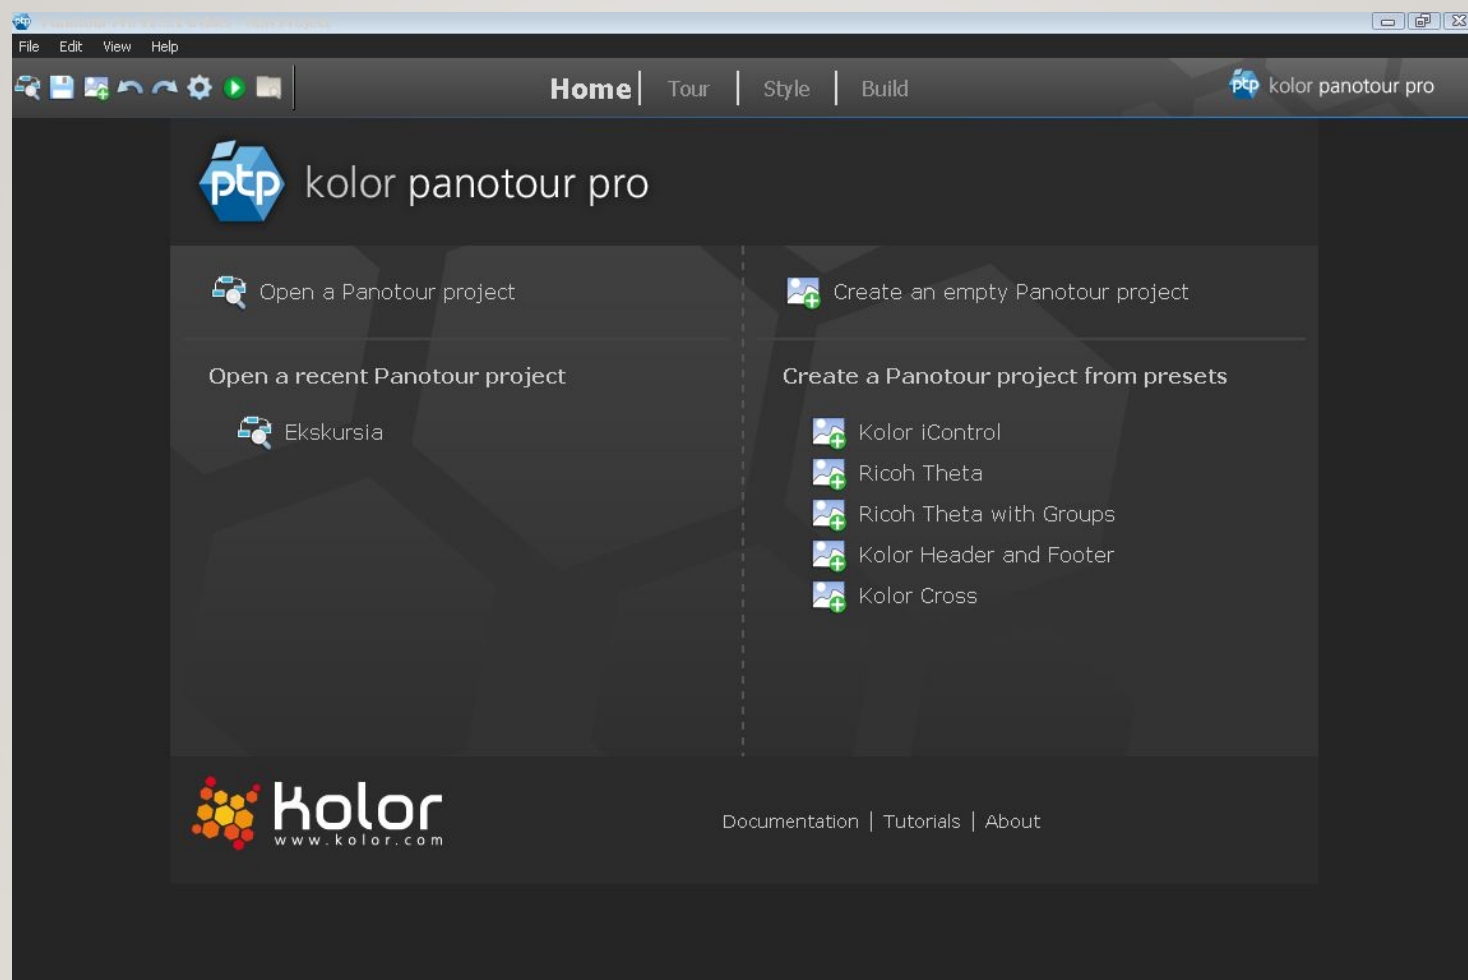 File Edit View Help
Home Tour Style Build
ptp kolor panotour pro
ptp kolor panotour pro
Open a Panotour project
Open a recent Panotour project
Ekskursia
Create an empty Panotour project
Create a Panotour project from presets
Kolor iControl
Ricoh Theta
Ricoh Theta with Groups
Kolor Header and Footer
Kolor Cross
kolor
www.kolor.com
Documentation | Tutorials | About